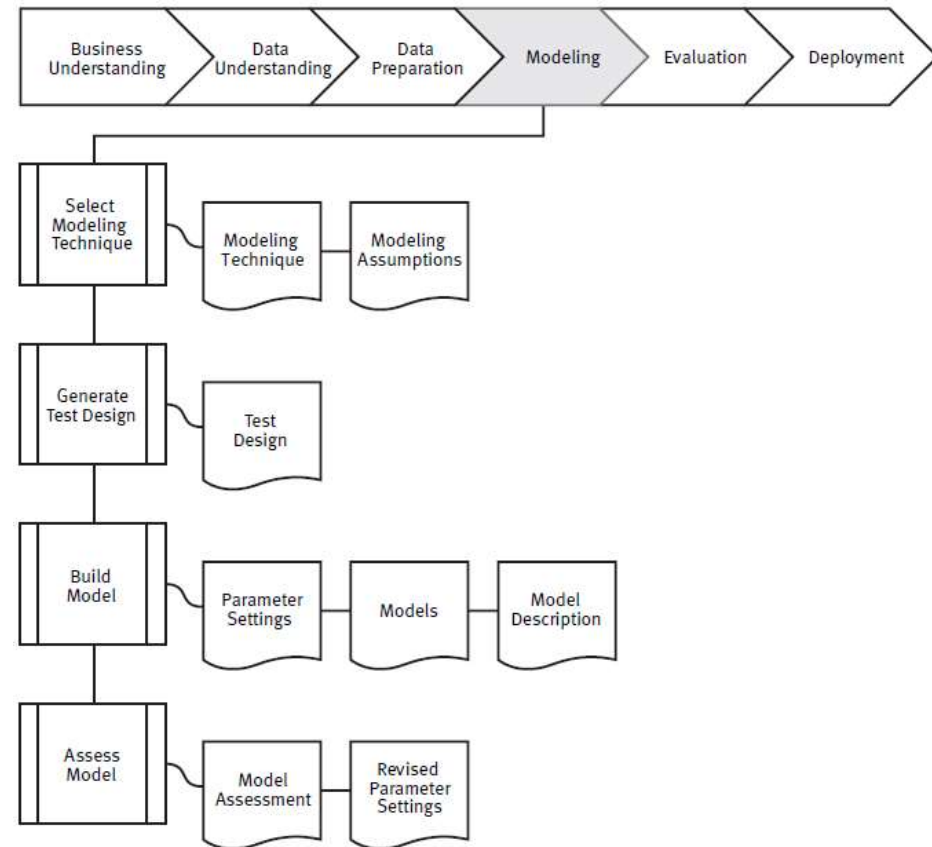 Business
Understanding
Data
Understanding
Data
Preparation
Modeling
Evaluation
Deployment
Select
Modeling
Technique
Modeling
Technique
Modeling
Assumptions
Generate
Test Design
Test
Design
Build
Model
Parameter
Settings
Models
Model
Description
Assess
Model
Model
Assessment
Revised
Parameter
Settings